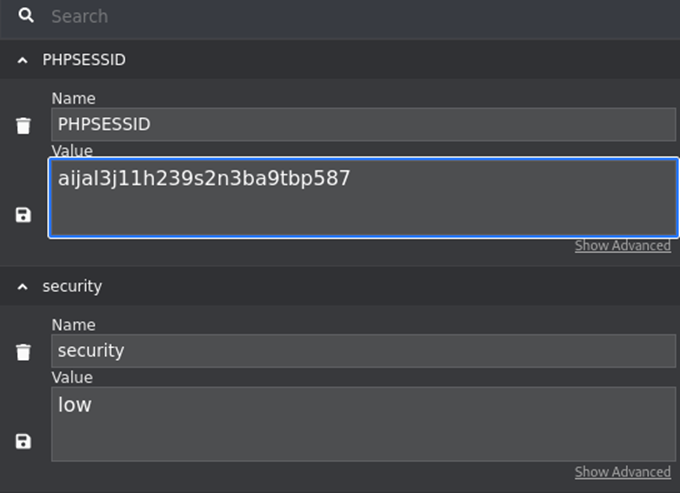 Search
PHPSESSID
Name
PHPSESSID
Value
aijal3j11h239s2n3ba9tbp587
Show Advanced
security
Name
security
Value
low
Show Advanced